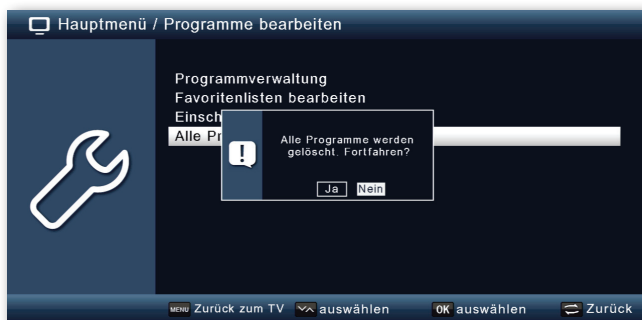 Hauptmenü / Programme bearbeiten
Programmverwaltung
Favoritenlisten bearbeiten
Einsch
Alle Pr
!
Alle Programme werden
gelöscht. Fortfahren?
Ja Nein
MENU Zurück zum TV auswählen OK auswählen Zurück